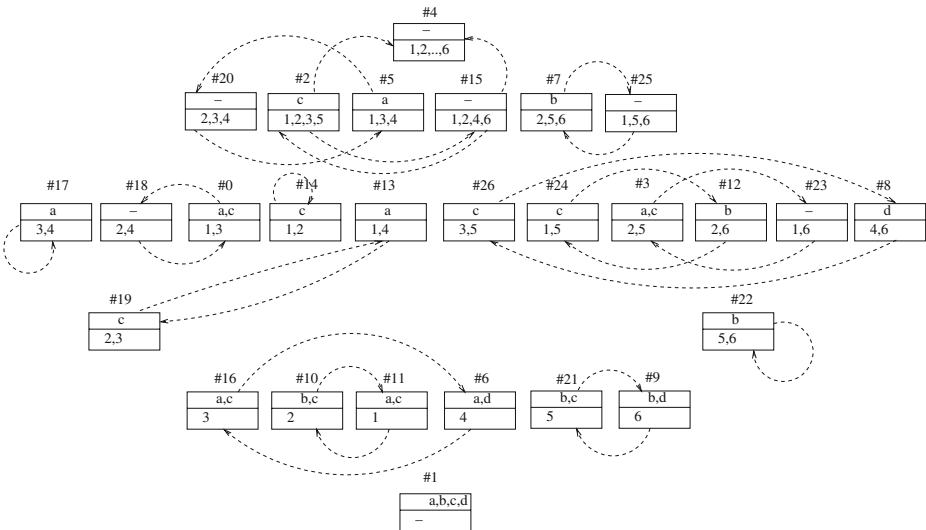 #4
–
1,2,..,6
#20 #2 #5 #15 #7 #25
– c a – b –
2,3,4 1,2,3,5 1,3,4 1,2,4,6 2,5,6 1,5,6
#17 #18 #0 #14 #13 #26 #24 #3 #12 #23 #8
a – a,c c a c c a,c b – d
3,4 2,4 1,3 1,2 1,4 3,5 1,5 2,5 2,6 1,6 4,6
#19 #22
c b
2,3 5,6
#16 #10 #11 #6 #21 #9
a,c b,c a,c a,d b,c b,d
3 2 1 4 5 6
#1
a,b,c,d
–